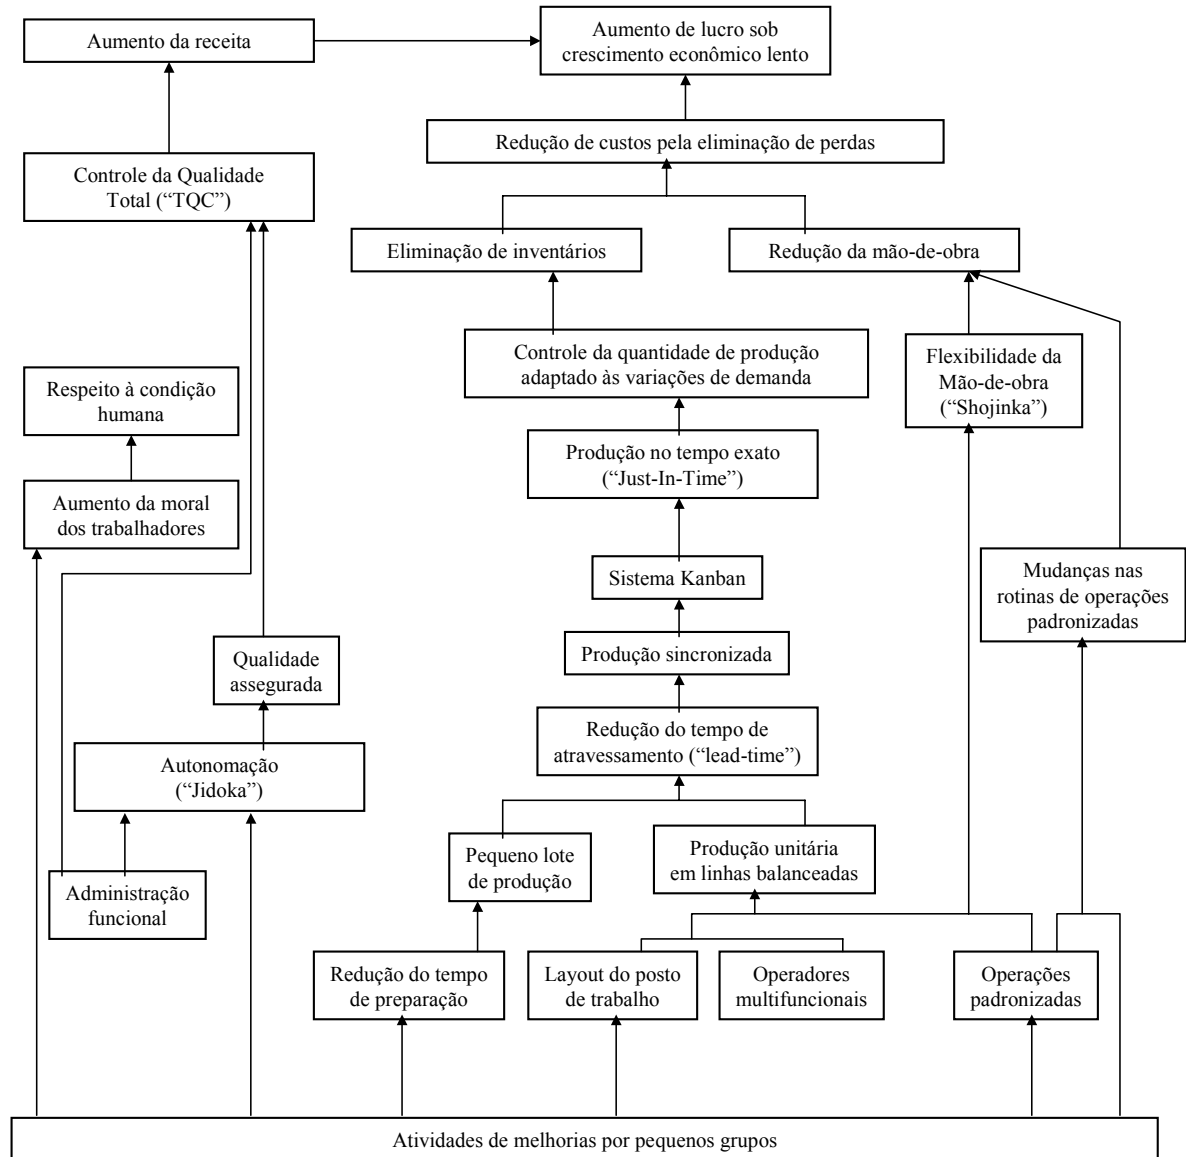 Aumento da receita
Aumento de lucro sob
crescimento econômico lento
Redução de custos pela eliminação de perdas
Controle da Qualidade
Total (“TQC”)
Eliminação de inventários
Redução da mão-de-obra
Controle da quantidade de produção
adaptado às variações de demanda
Flexibilidade da
Mão-de-obra
(“Shojinka”)
Respeito à condição
humana
Produção no tempo exato
(“Just-In-Time”)
Aumento da moral
dos trabalhadores
Sistema Kanban
Mudanças nas
rotinas de operações
padronizadas
Produção sincronizada
Qualidade
assegurada
Redução do tempo de
atravessamento (“lead-time”)
Autonomação
(“Jidoka”)
Pequeno lote
de produção
Produção unitária
em linhas balanceadas
Administração
funcional
Redução do tempo
de preparação
Layout do posto
de trabalho
Operadores
multifuncionais
Operações
padronizadas
Atividades de melhorias por pequenos grupos